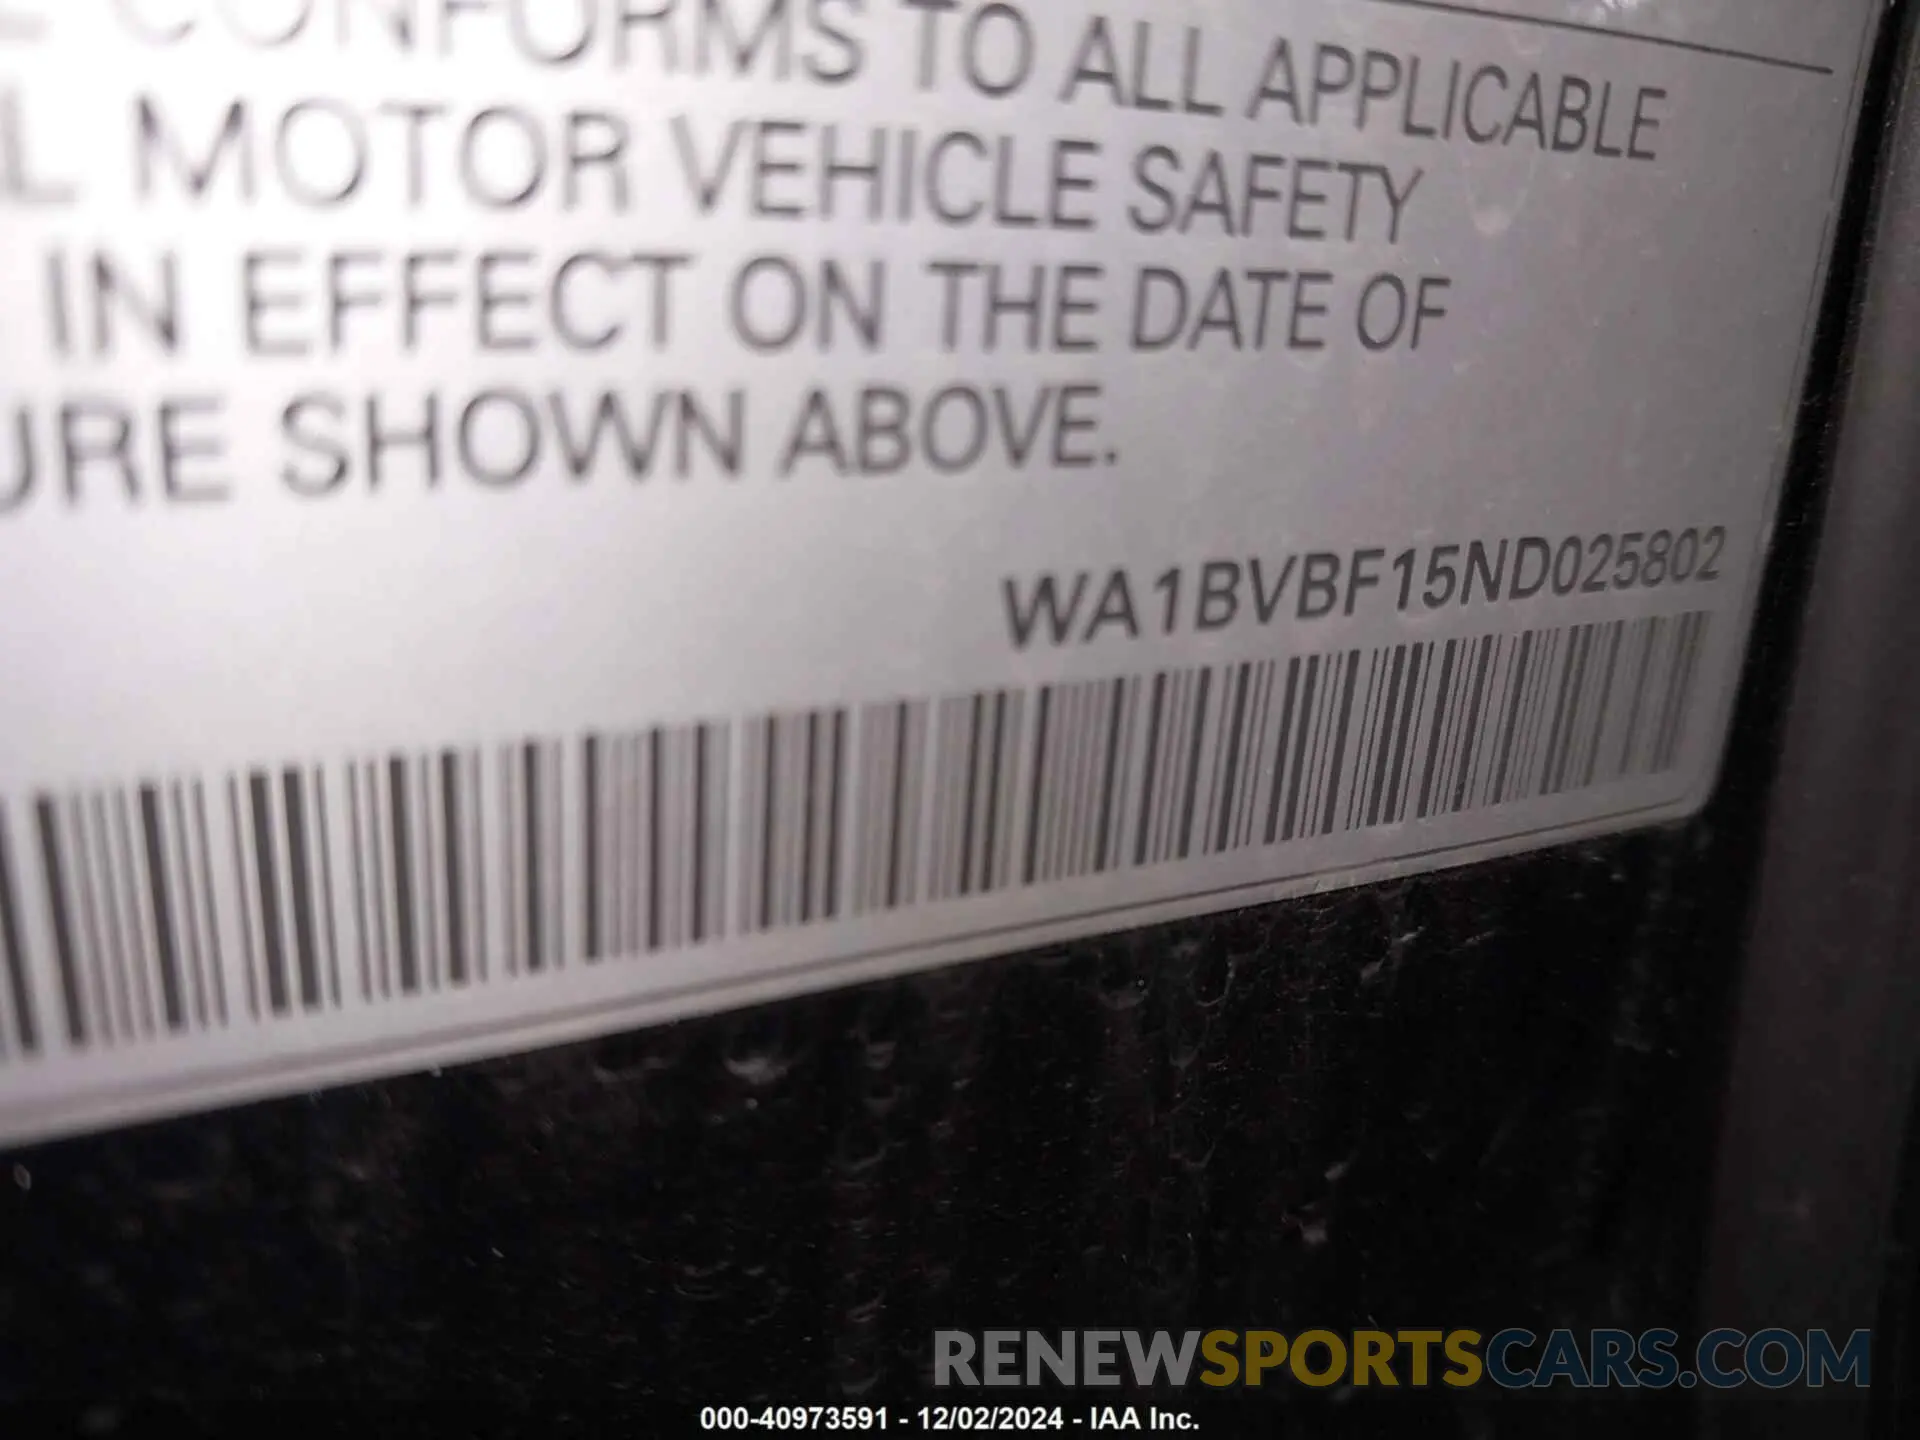 CONFORMS TO ALL APPLICABLE
MOTOR VEHICLE SAFETY
IN EFFECT ON THE DATE OF
URE SHOWN ABOVE.
WA1BVBF15ND025802
RENEWSPORTSCARS.COM
000-40973591 - 12/02/2024 - IAA Inc.